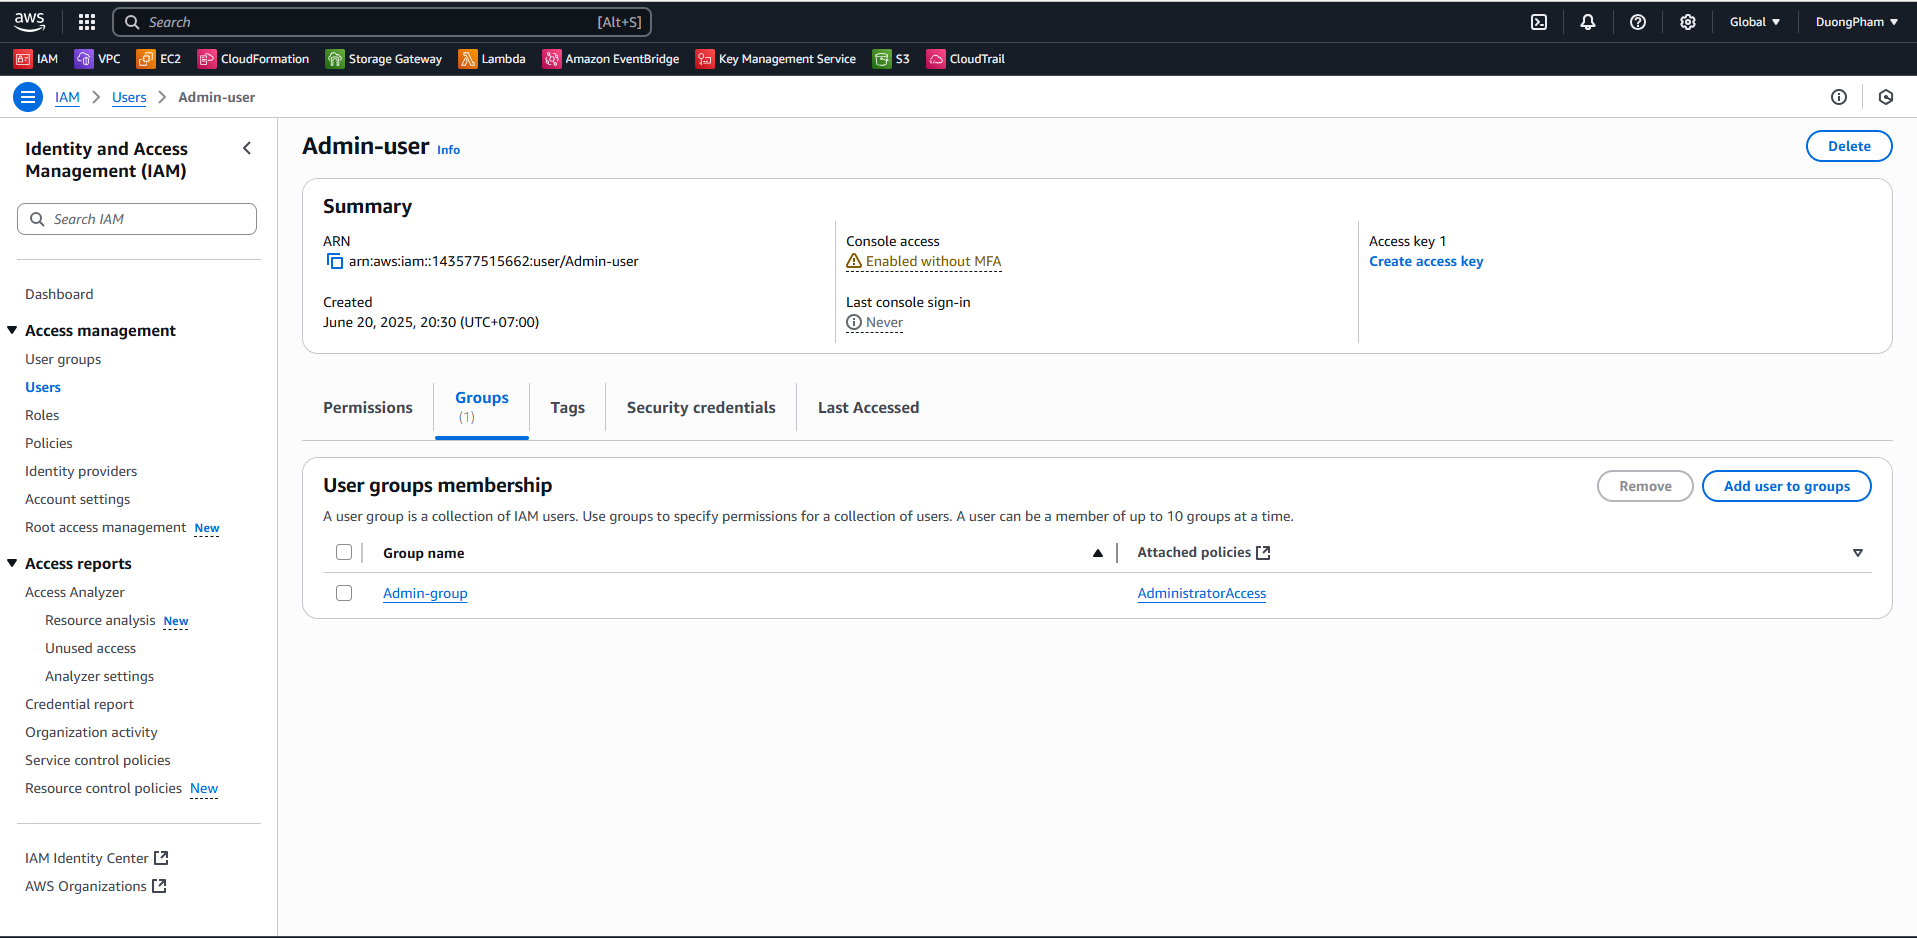 aws
Search [Alt+S]
Global DuongPham
IAM VPC EC2 CloudFormation Storage Gateway Lambda Amazon EventBridge Key Management Service S3 CloudTrail
IAM Users Admin-user
Identity and Access
Management (IAM)
Search IAM
Dashboard
Access management
User groups
Users
Roles
Policies
Identity providers
Account settings
Root access management New
Access reports
Access Analyzer
Resource analysis New
Unused access
Analyzer settings
Credential report
Organization activity
Service control policies
Resource control policies New
IAM Identity Center
AWS Organizations
Admin-user Info
Delete
Summary
ARN
arn:aws:iam::143577515662:user/Admin-user
Created
June 20, 2025, 20:30 (UTC+07:00)
Console access
Enabled without MFA
Last console sign-in
Never
Access key 1
Create access key
Permissions
Groups
(1)
Tags
Security credentials
Last Accessed
User groups membership
Remove
Add user to groups
A user group is a collection of IAM users. Use groups to specify permissions for a collection of users. A user can be a member of up to 10 groups at a time.
Group name Attached policies
Admin-group AdministratorAccess